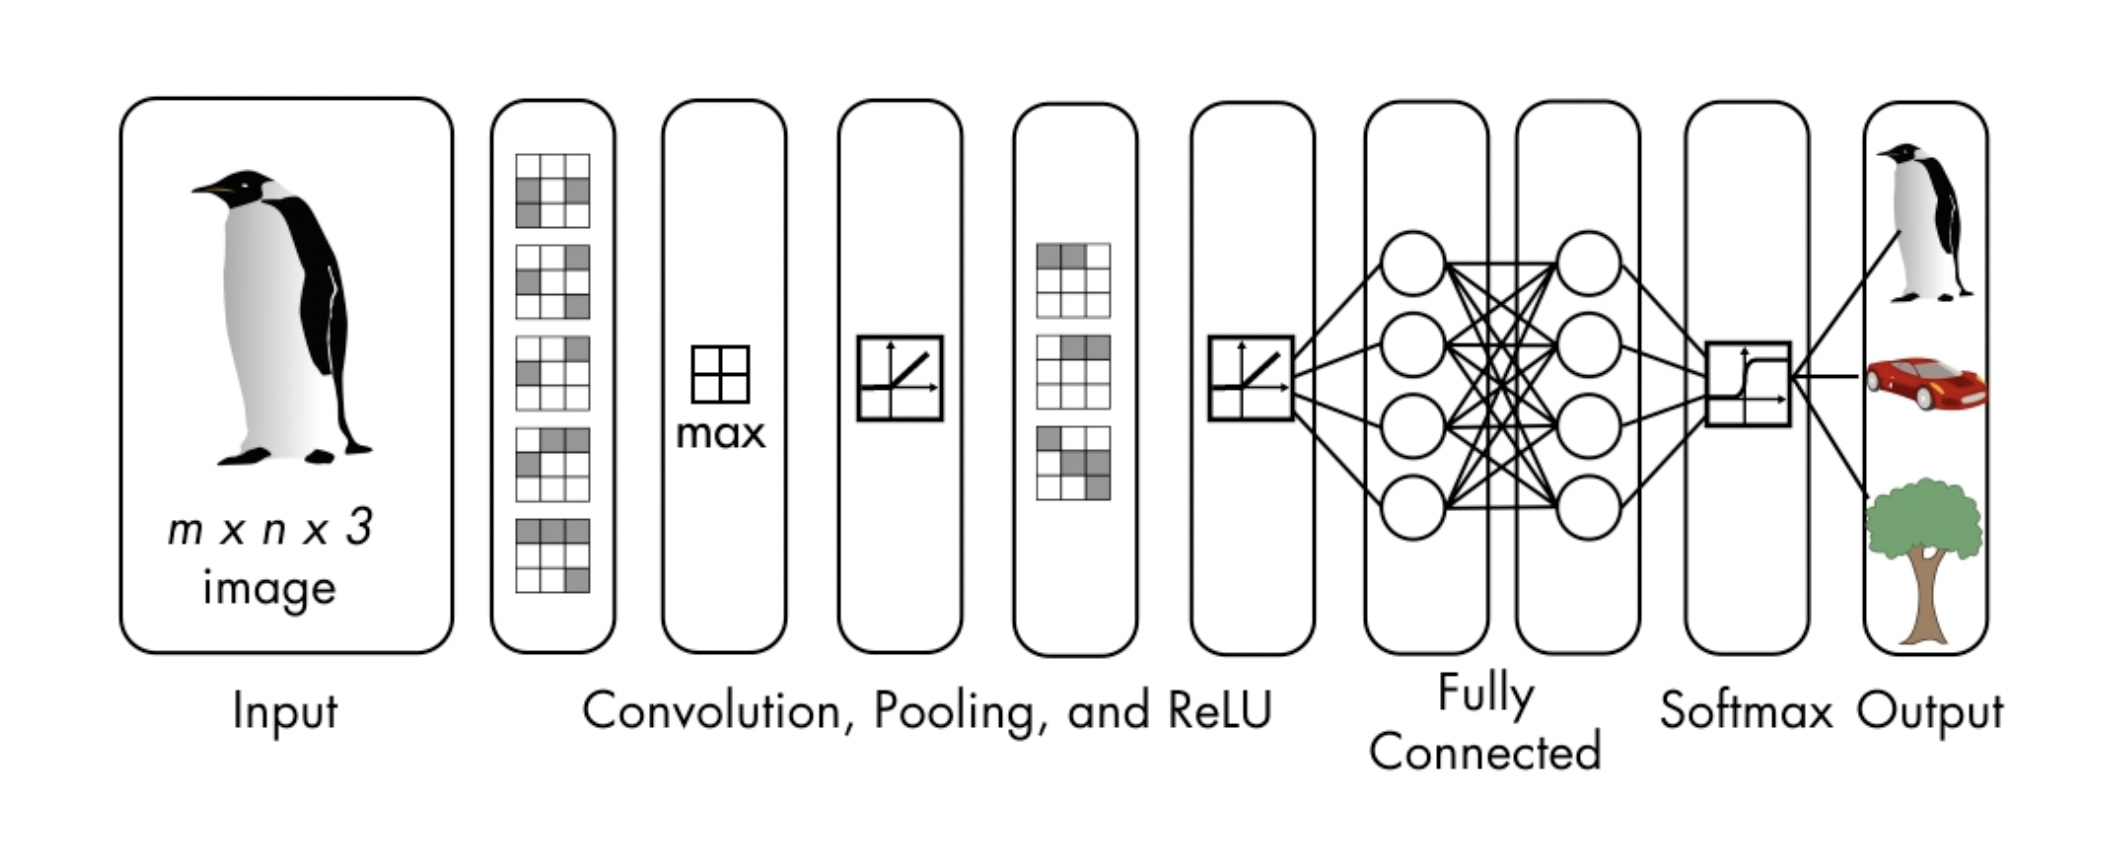 m x n x 3
image
max
Input
Convolution, Pooling, and ReLU
Fully
Connected
Softmax
Output